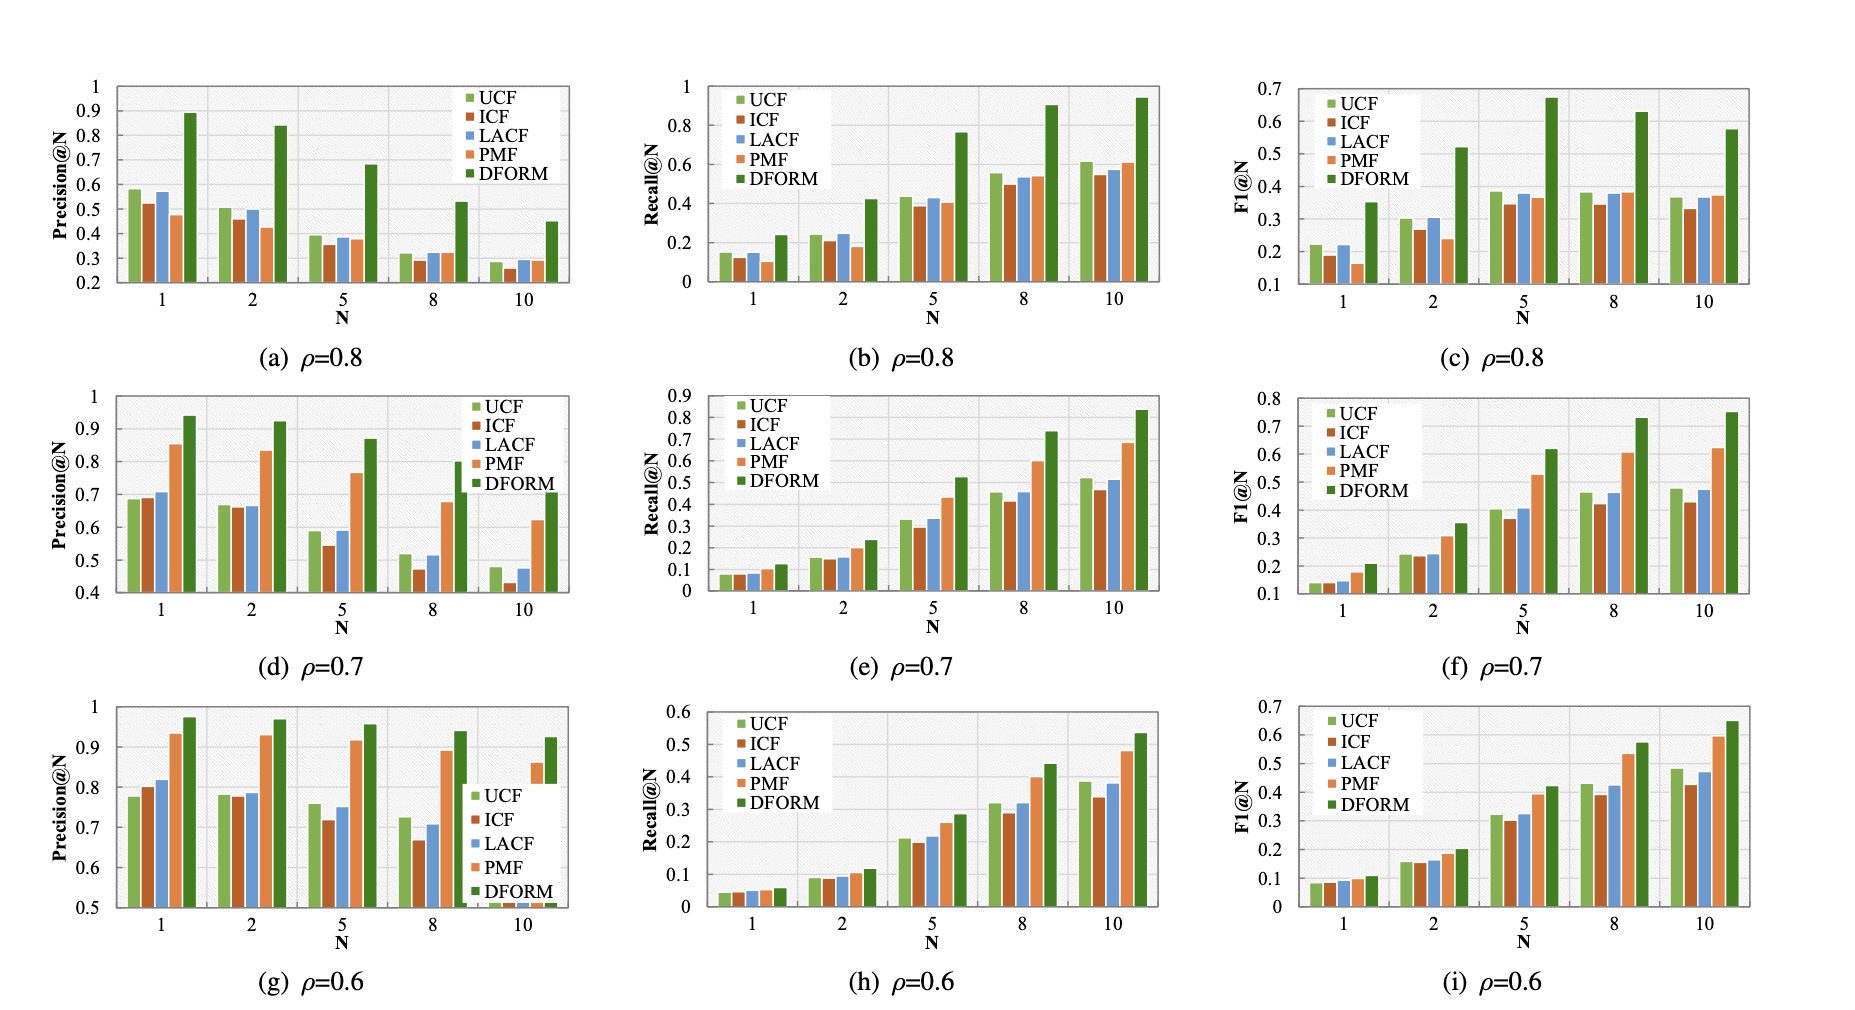 1
0.9
0.8
0.7
0.6
0.5
0.4
0.3
0.2
Precision@N
UCF
ICF
LACF
PMF
DFORM
1 2 5 8 10
N
(a) ρ=0.8
1
0.8
0.6
0.4
0.2
0
Recall@N
UCF
ICF
LACF
PMF
DFORM
1 2 5 8 10
N
(b) ρ=0.8
0.7
0.6
0.5
0.4
0.3
0.2
0.1
F1@N
UCF
ICF
LACF
PMF
DFORM
1 2 5 8 10
N
(c) ρ=0.8
1
0.9
0.8
0.7
0.6
0.5
0.4
Precision@N
UCF
ICF
LACF
PMF
DFORM
1 2 5 8 10
N
(d) ρ=0.7
0.9
0.8
0.7
0.6
0.5
0.4
0.3
0.2
0.1
0
Recall@N
UCF
ICF
LACF
PMF
DFORM
1 2 5 8 10
N
(e) ρ=0.7
0.8
0.7
0.6
0.5
0.4
0.3
0.2
0.1
F1@N
UCF
ICF
LACF
PMF
DFORM
1 2 5 8 10
N
(f) ρ=0.7
1
0.9
0.8
0.7
0.6
0.5
Precision@N
UCF
ICF
LACF
PMF
DFORM
1 2 5 8 10
N
(g) ρ=0.6
0.6
0.5
0.4
0.3
0.2
0.1
0
Recall@N
UCF
ICF
LACF
PMF
DFORM
1 2 5 8 10
N
(h) ρ=0.6
0.7
0.6
0.5
0.4
0.3
0.2
0.1
0
F1@N
UCF
ICF
LACF
PMF
DFORM
1 2 5 8 10
N
(i) ρ=0.6